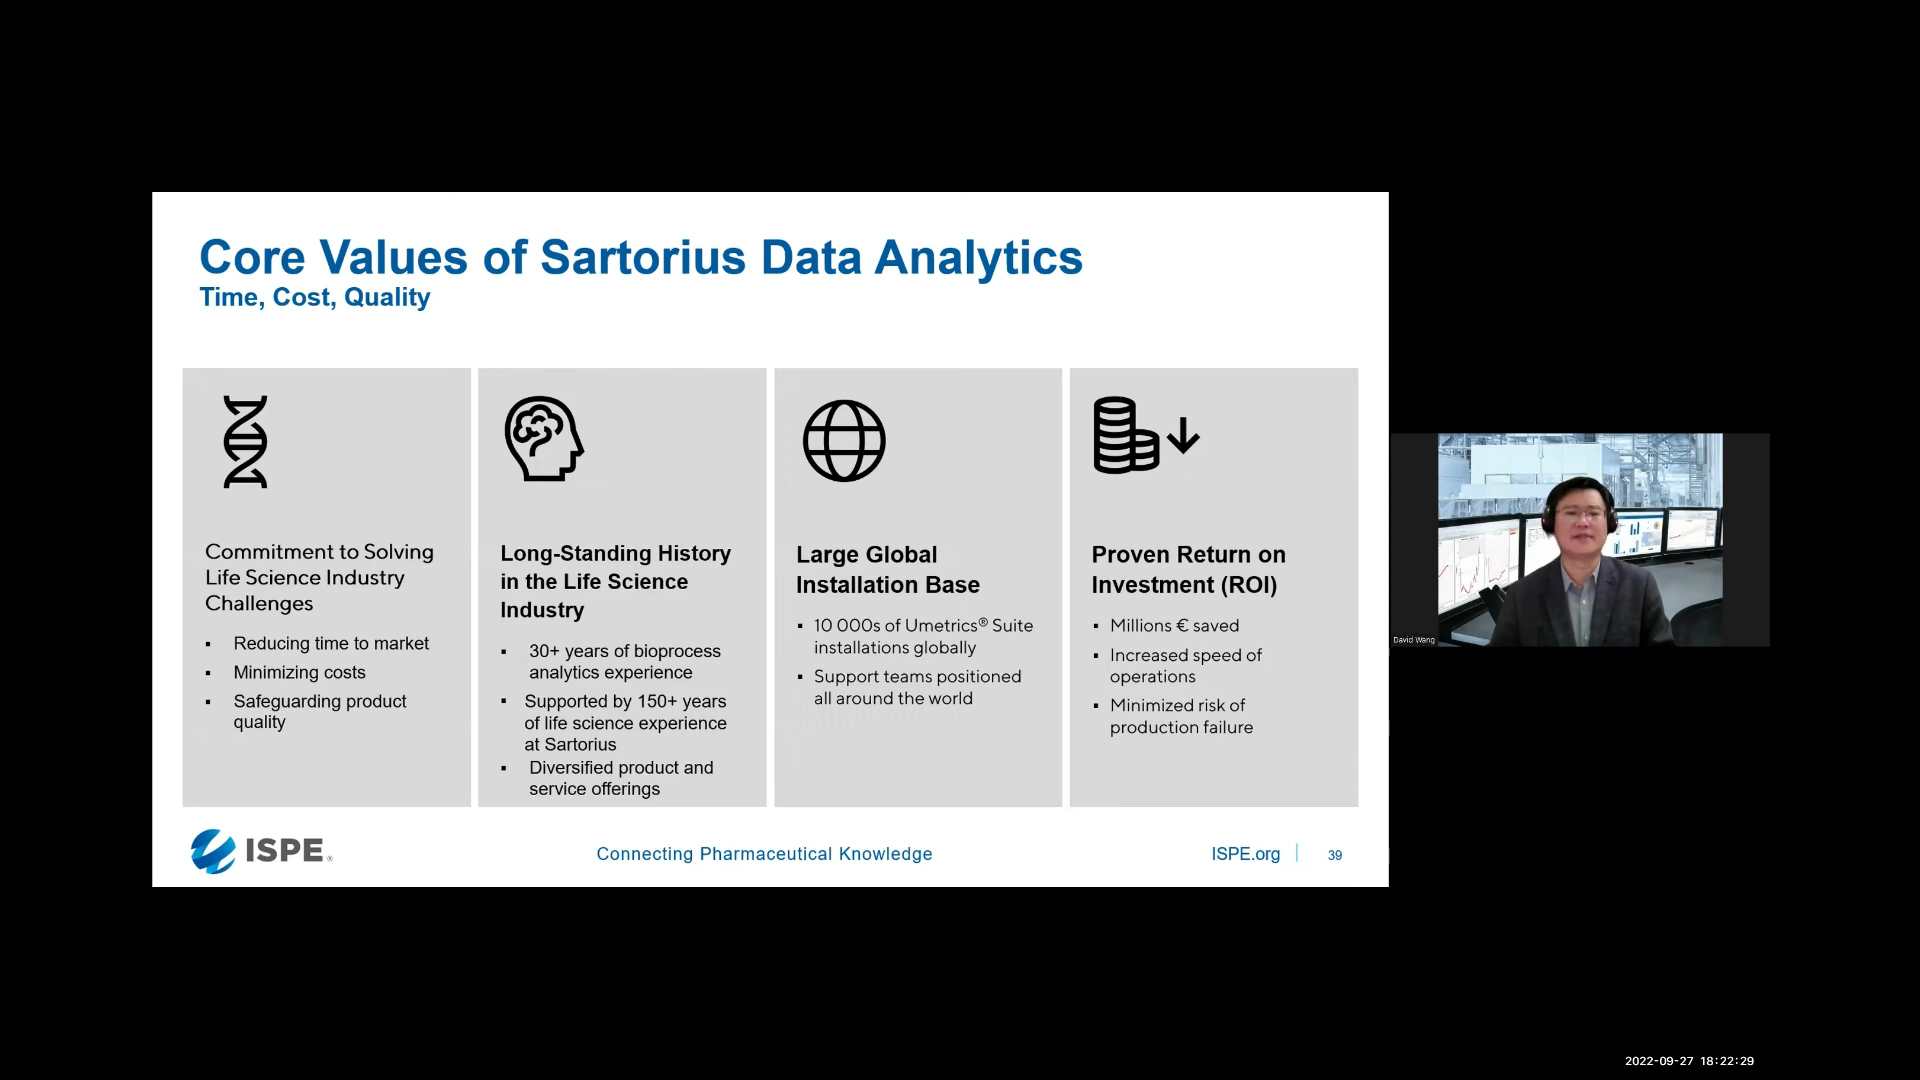 Core Values of Sartorius Data Analytics
Time, Cost, Quality
Commitment to Solving
Life Science Industry
Challenges
▪ Reducing time to market
▪ Minimizing costs
▪ Safeguarding product
quality
Long-Standing History
in the Life Science
Industry
▪ 30+ years of bioprocess
analytics experience
▪ Supported by 150+ years
of life science experience
at Sartorius
▪ Diversified product and
service offerings
Large Global
Installation Base
▪ 10 000s of Umetrics® Suite
installations globally
▪ Support teams positioned
all around the world
Proven Return on
Investment (ROI)
▪ Millions € saved
▪ Increased speed of
operations
▪ Minimized risk of
production failure
ISPE®
Connecting Pharmaceutical Knowledge
ISPE.org | 39
David Wang
2022-09-27 18:22:29